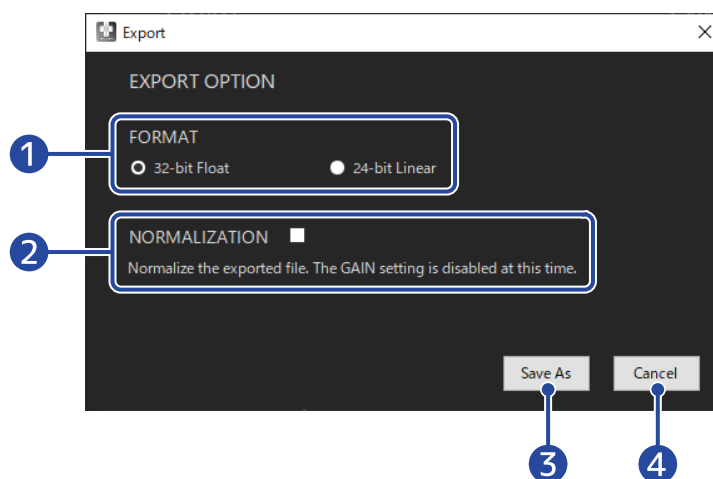 Export
EXPORT OPTION
1
FORMAT
32-bit Float
24-bit Linear
2
NORMALIZATION
Normalize the exported file. The GAIN setting is disabled at this time.
Save As
Cancel
3
4